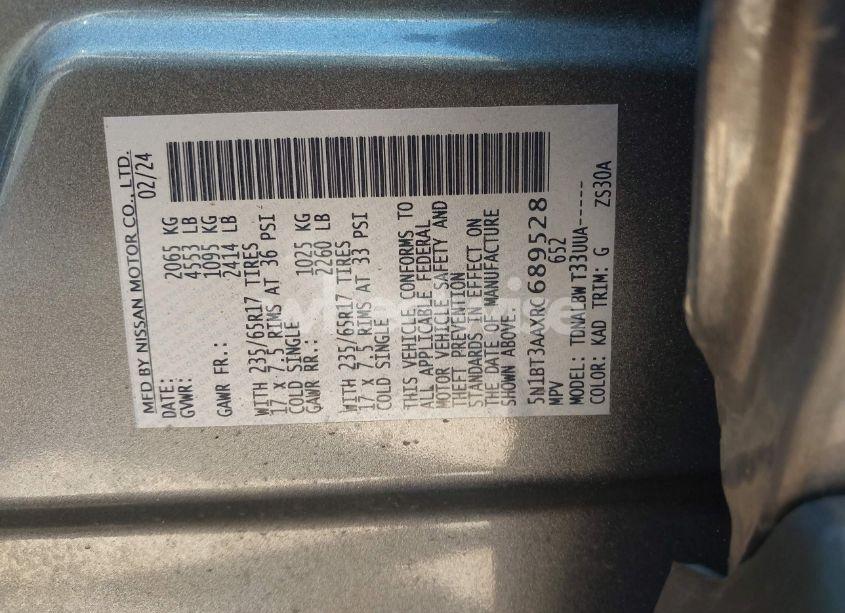 MFD BY NISSAN MOTOR CO., LTD.
DATE: 02/24
GVWR: 2065 KG
4553 LB
GAWR FR.: 1095 KG
2414 LB
WITH 235/65R17 TIRES
17 X 7.5 RIMS AT 36 PSI
COLD SINGLE
GAWR RR.: 1025 KG
2260 LB
WITH 235/65R17 TIRES
17 X 7.5 RIMS AT 33 PSI
COLD SINGLE
THIS VEHICLE CONFORMS TO
ALL APPLICABLE FEDERAL
MOTOR VEHICLE SAFETY AND
THEFT PREVENTION
STANDARDS IN EFFECT ON
THE DATE OF MANUFACTURE
SHOWN ABOVE.
5N1BT3AAXRC689528
MPV 652
MODEL: TDNALBW T33UUA------
COLOR: KAD TRIM: G ZS30A